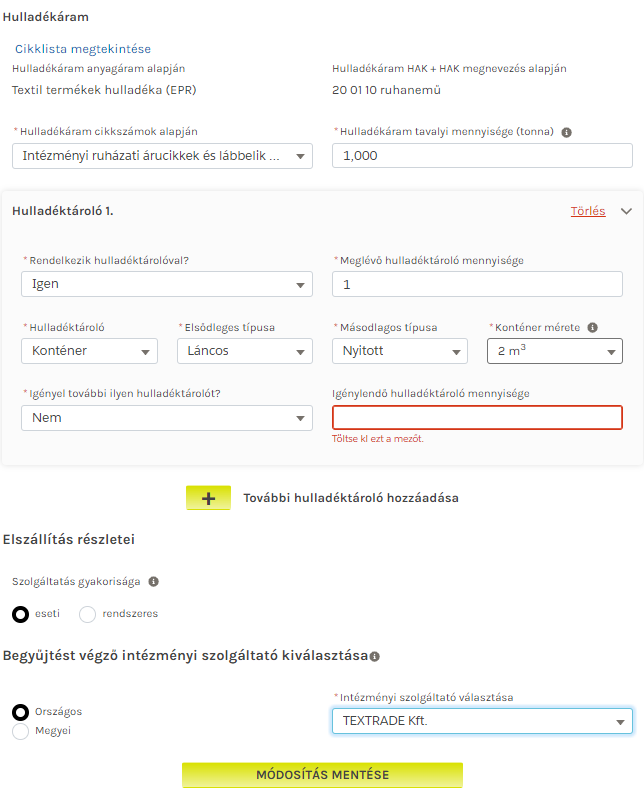 Hulladékáram
Cikklista megtekintése
Hulladékáram anyagáram alapján
Hulladékáram HAK + HAK megnevezés alapján
Textil termékek hulladéka (EPR)
20 01 10 ruhanemű
* Hulladékáram cikkszámok alapján
* Hulladékáram tavalyi mennyisége (tonna)
Intézményi ruházati árucikkek és lábbelik ...
1,000
Hulladéktároló 1.
Törlés
* Rendelkezik hulladéktárolóval?
* Meglévő hulladéktároló mennyisége
Igen
1
* Hulladéktároló
* Elsődleges típusa
* Másodlagos típusa
* Konténer mérete
Konténer
Láncos
Nyitott
2 m³
* Igényel további ilyen hulladéktárolót?
Igénylendő hulladéktároló mennyisége
Nem
Töltse kl ezt a mezőt.
+ További hulladéktároló hozzáadása
Elszállítás részletei
Szolgáltatás gyakorisága
eseti
rendszeres
Begyűjtést végző intézményi szolgáltató kiválasztása
Országos
Megyei
* Intézményi szolgáltató választása
TEXTRADE Kft.
MÓDOSÍTÁS MENTÉSE